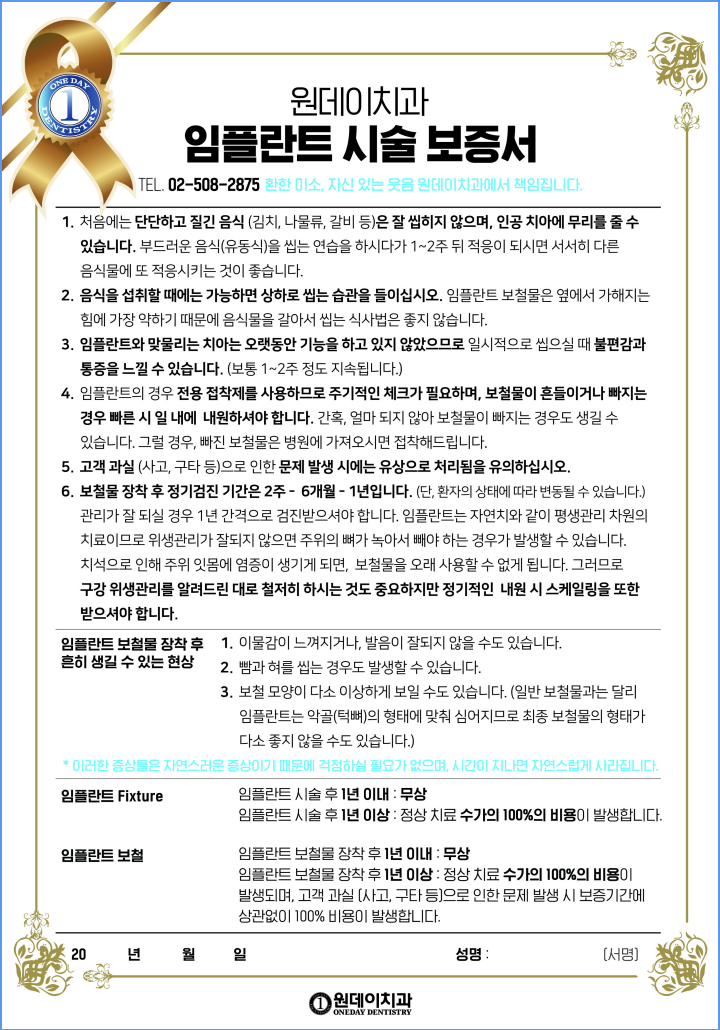 ONE DAY
1
DENTISTRY
원데이치과
임플란트 시술 보증서
TEL. 02-508-2875 환한 미소, 자신 있는 웃음 원데이치과에서 책임집니다.
1. 처음에는 단단하고 질긴 음식 (김치, 나물류, 갈비 등)은 잘 씹히지 않으며, 인공 치아에 무리를 줄 수
있습니다. 부드러운 음식(유동식)을 씹는 연습을 하시다가 1~2주 뒤 적응이 되시면 서서히 다른
음식물에 또 적응시키는 것이 좋습니다.
2. 음식을 섭취할 때에는 가능하면 상하로 씹는 습관을 들이십시오. 임플란트 보철물은 옆에서 가해지는
힘에 가장 약하기 때문에 음식물을 갈아서 씹는 식사법은 좋지 않습니다.
3. 임플란트와 맞물리는 치아는 오랫동안 기능을 하고 있지 않았으므로 일시적으로 씹으실 때 불편감과
통증을 느낄 수 있습니다. (보통 1~2주 정도 지속됩니다.)
4. 임플란트의 경우 전용 접착제를 사용하므로 주기적인 체크가 필요하며, 보철물이 흔들이거나 빠지는
경우 빠른 시 일 내에 내원하셔야 합니다. 간혹, 얼마 되지 않아 보철물이 빠지는 경우도 생길 수
있습니다. 그럴 경우, 빠진 보철물은 병원에 가져오시면 접착해드립니다.
5. 고객 과실 (사고, 구타 등)으로 인한 문제 발생 시에는 유상으로 처리됨을 유의하십시오.
6. 보철물 장착 후 정기검진 기간은 2주 - 6개월 - 1년입니다. (단, 환자의 상태에 따라 변동될 수 있습니다.)
관리가 잘 되실 경우 1년 간격으로 검진받으셔야 합니다. 임플란트는 자연치와 같이 평생관리 차원의
치료이므로 위생관리가 잘되지 않으면 주위의 뼈가 녹아서 빼야 하는 경우가 발생할 수 있습니다.
치석으로 인해 주위 잇몸에 염증이 생기게 되면, 보철물을 오래 사용할 수 없게 됩니다. 그러므로
구강 위생관리를 알려드린 대로 철저히 하시는 것도 중요하지만 정기적인 내원 시 스케일링을 또한
받으셔야 합니다.
임플란트 보철물 장착 후
흔히 생길 수 있는 현상
1. 이물감이 느껴지거나, 발음이 잘되지 않을 수도 있습니다.
2. 뺨과 혀를 씹는 경우도 발생할 수 있습니다.
3. 보철 모양이 다소 이상하게 보일 수도 있습니다. (일반 보철물과는 달리
임플란트는 악골(턱뼈)의 형태에 맞춰 심어지므로 최종 보철물의 형태가
다소 좋지 않을 수도 있습니다.)
* 이러한 증상들은 자연스러운 증상이기 때문에 걱정하실 필요가 없으며, 시간이 지나면 자연스럽게 사라집니다.
임플란트 Fixture
임플란트 시술 후 1년 이내 : 무상
임플란트 시술 후 1년 이상 : 정상 치료 수가의 100%의 비용이 발생합니다.
임플란트 보철
임플란트 보철물 장착 후 1년 이내 : 무상
임플란트 보철물 장착 후 1년 이상 : 정상 치료 수가의 100%의 비용이
발생되며, 고객 과실 (사고, 구타 등)으로 인한 문제 발생 시 보증기간에
상관없이 100% 비용이 발생합니다.
20 년 월 일 성명 : (서명)
1 원데이치과
ONEDAY DENTISTRY